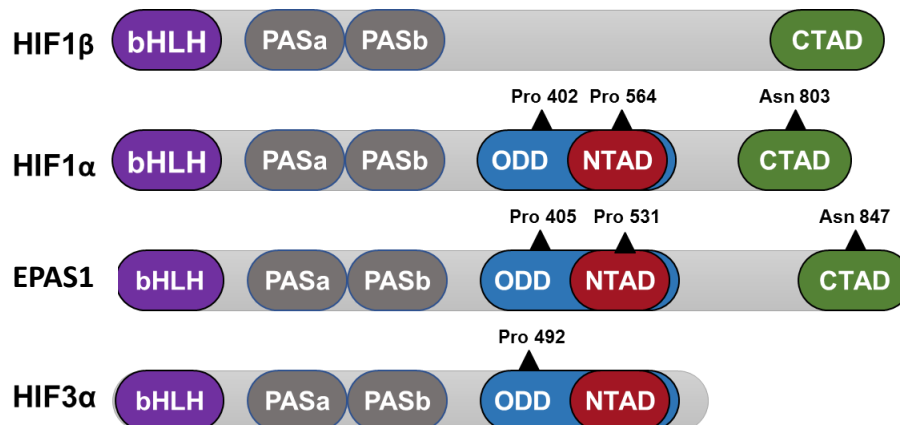 HIF1β bHLH PASa PASb CTAD
Pro 402 Pro 564 Asn 803
HIF1α bHLH PASa PASb ODD NTAD CTAD
Pro 405 Pro 531 Asn 847
EPAS1 bHLH PASa PASb ODD NTAD CTAD
Pro 492
HIF3α bHLH PASa PASb ODD NTAD